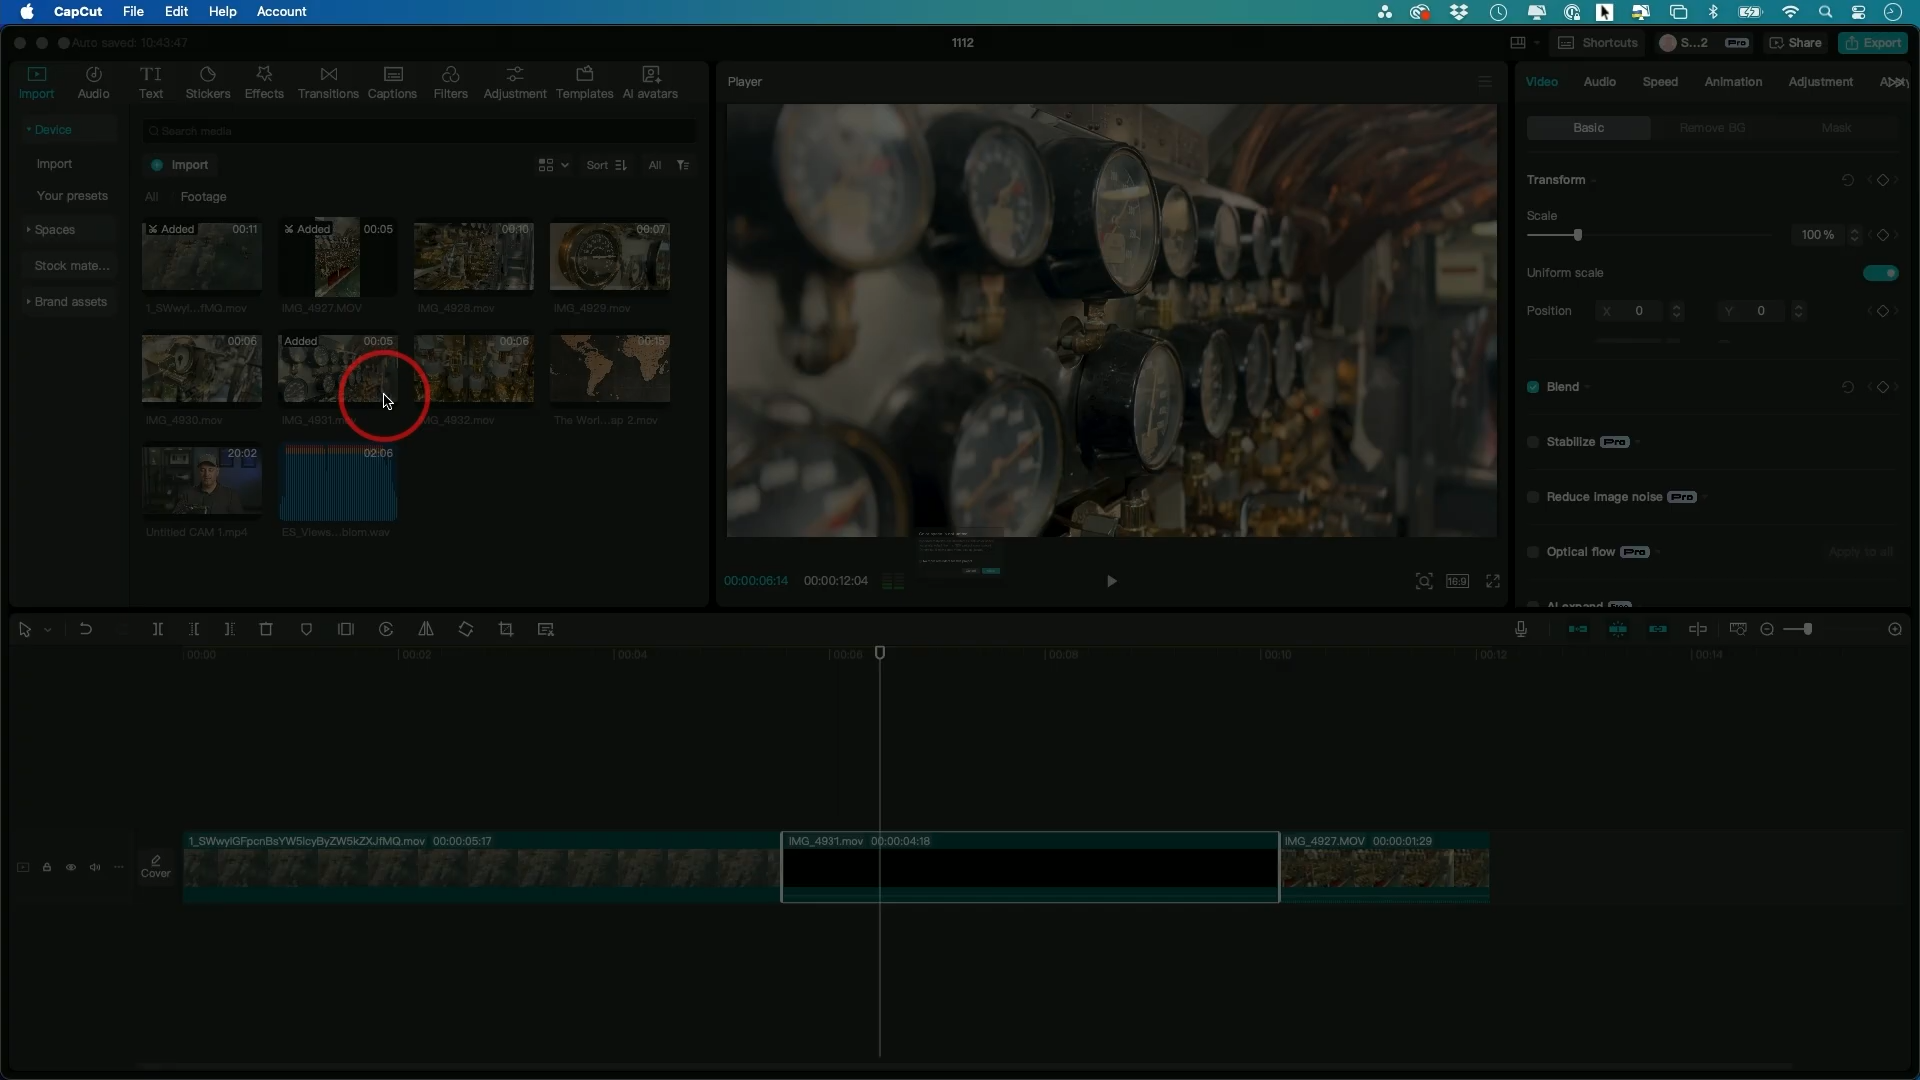 CapCut File Edit Help Account
Auto saved: 10:43:47
1112
Shortcuts
S...2 Pro
Share
Export
Import Audio Text Stickers Effects Transitions Captions Filters Adjustment Templates AI avatars
Player
Video Audio Speed Animation Adjustment
Device
Search media
Basic Remove BG Mask
Import
Import
Sort All
Your presets
All Footage
Transform
Spaces
Scale
100 %
Stock mate...
Uniform scale
Brand assets
Position X 0 Y 0
Added 00:11
Added 00:05
00:10
00:07
1_SWwyl...fMQ.mov
IMG_4927.MOV
IMG_4928.mov
IMG_4929.mov
00:06
Added 00:05
00:06
00:15
IMG_4930.mov
IMG_4931.mov
IMG_4932.mov
The Worl...ap 2.mov
20:02
02:06
Untitled CAM 1.mp4
ES_Views...blom.wav
Blend
Stabilize Pro
Reduce image noise Pro
Optical flow Pro
Apply to all
AI expand
00:00:06:14 00:00:12:04
16:9
00:00 00:02 00:04 00:06 00:08 00:10 00:12 00:14
Cover
1_SWwylGFpcnBsYW5lcyByZW5kZXJfMQ.mov 00:00:05:17
IMG_4931.mov 00:00:04:18
IMG_4927.MOV 00:00:01:29